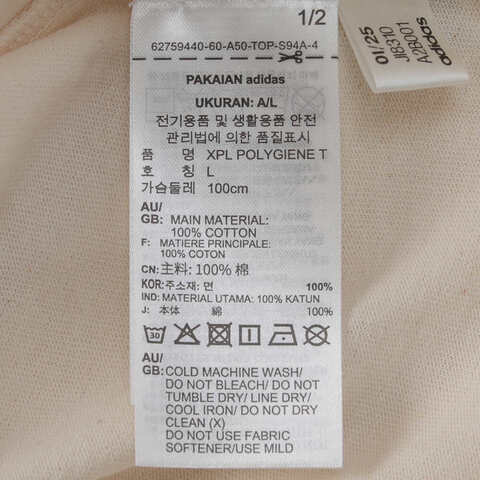 1/2
62759440-60-A50-TOP-S94A-4
PAKAIAN adidas
UKURAN: A/L
전기용품 및 생활용품 안전
관리법에 의한 품질표시
품 명 XPL POLYGIENE T
호 칭 L
가슴둘레 100cm
AU/
GB: MAIN MATERIAL:
100% COTTON
F: MATIERE PRINCIPALE:
100% COTON
CN: 主料: 100% 棉
KOR: 주소재: 면 100%
IND: MATERIAL UTAMA: 100% KATUN
J: 本体 綿 100%
30
AU/
GB: COLD MACHINE WASH/
DO NOT BLEACH/ DO NOT
TUMBLE DRY/ LINE DRY/
COOL IRON/ DO NOT DRY
CLEAN (X)
DO NOT USE FABRIC
SOFTENER/USE MILD
01/25
JI8310
A2B001
adidas